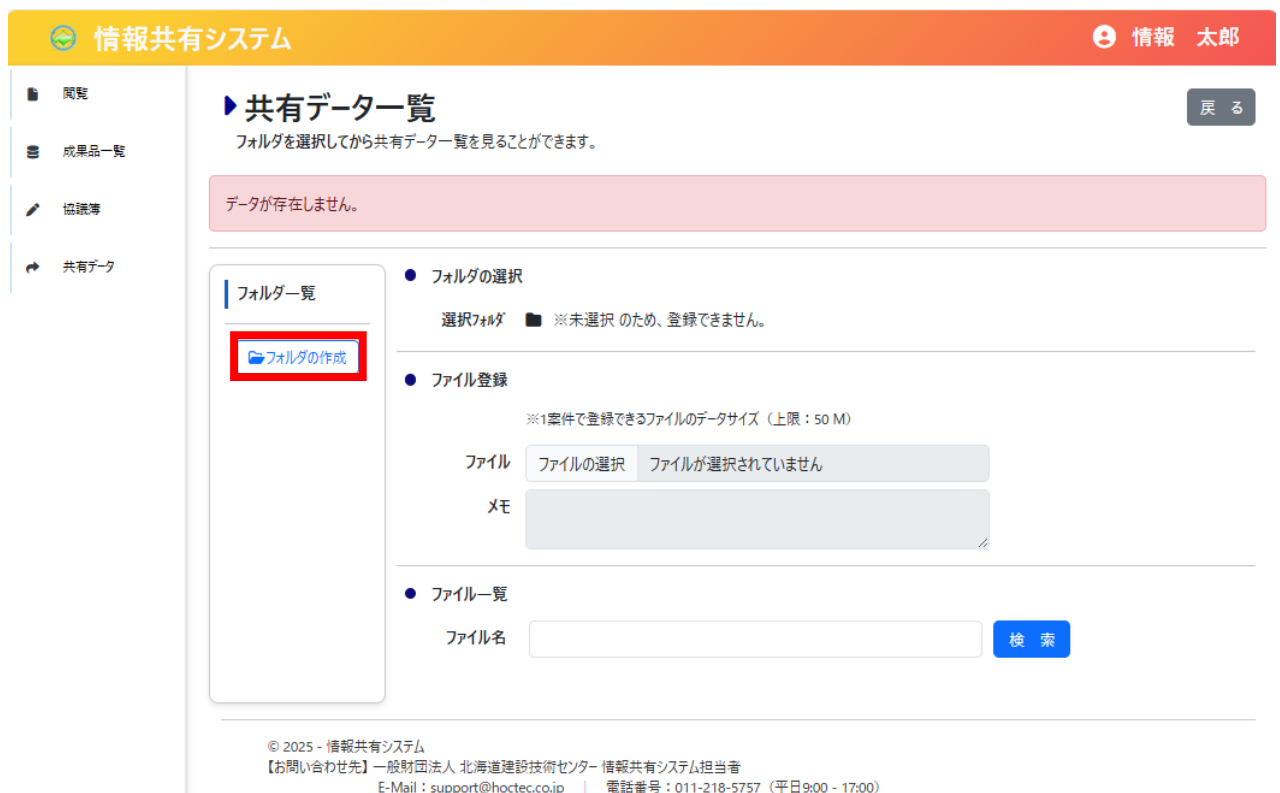 情報共有システム
情報　太郎
閲覧
成果品一覧
協議簿
共有データ
共有データ一覧
戻　る
フォルダを選択してから共有データ一覧を見ることができます。
データが存在しません。
フォルダ一覧
フォルダの作成
フォルダの選択
選択フォルダ ※未選択 のため、登録できません。
ファイル登録
※1案件で登録できるファイルのデータサイズ（上限：50 M）
ファイル ファイルの選択 ファイルが選択されていません
メモ
ファイル一覧
ファイル名 検　索
© 2025 - 情報共有システム
【お問い合わせ先】一般財団法人 北海道建設技術センター 情報共有システム担当者
E-Mail：support@hoctec.co.jp ｜ 電話番号：011-218-5757（平日9:00 - 17:00）